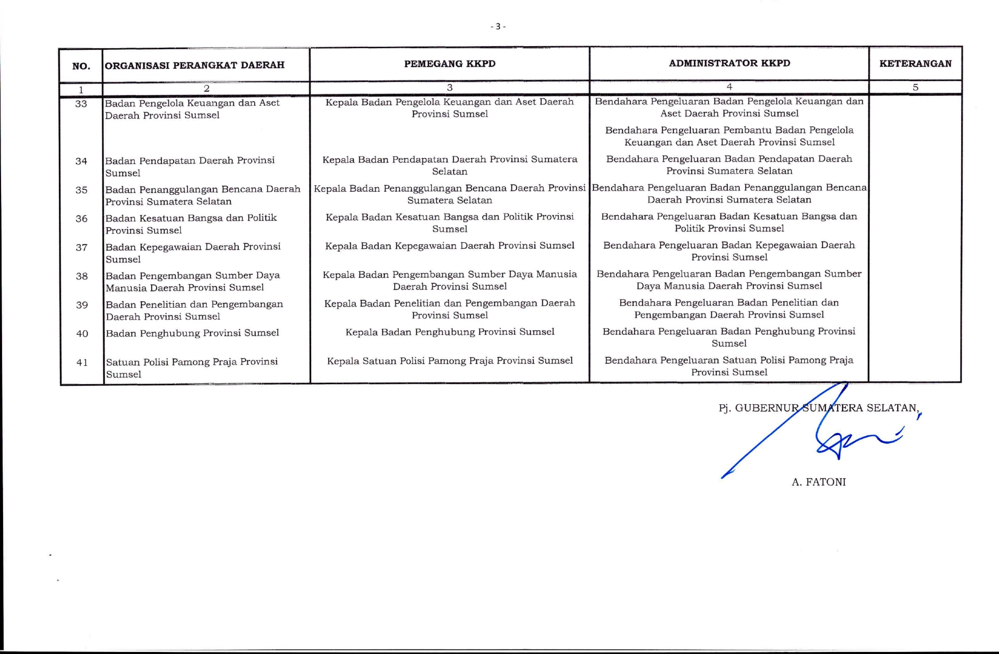 - 3 -
NO. ORGANISASI PERANGKAT DAERAH PEMEGANG KKPD ADMINISTRATOR KKPD KETERANGAN
1 2 3 4 5
33 Badan Pengelola Keuangan dan Aset Kepala Badan Pengelola Keuangan dan Aset Daerah Bendahara Pengeluaran Badan Pengelola Keuangan dan
Daerah Provinsi Sumsel Provinsi Sumsel Aset Daerah Provinsi Sumsel
Bendahara Pengeluaran Pembantu Badan Pengelola
Keuangan dan Aset Daerah Provinsi Sumsel
34 Badan Pendapatan Daerah Provinsi Kepala Badan Pendapatan Daerah Provinsi Sumatera Bendahara Pengeluaran Badan Pendapatan Daerah
Sumsel Selatan Provinsi Sumatera Selatan
35 Badan Penanggulangan Bencana Daerah Kepala Badan Penanggulangan Bencana Daerah Provinsi Bendahara Pengeluaran Badan Penanggulangan Bencana
Provinsi Sumatera Selatan Sumatera Selatan Daerah Provinsi Sumatera Selatan
36 Badan Kesatuan Bangsa dan Politik Kepala Badan Kesatuan Bangsa dan Politik Provinsi Bendahara Pengeluaran Badan Kesatuan Bangsa dan
Provinsi Sumsel Sumsel Politik Provinsi Sumsel
37 Badan Kepegawaian Daerah Provinsi Kepala Badan Kepegawaian Daerah Provinsi Sumsel Bendahara Pengeluaran Badan Kepegawaian Daerah
Sumsel Provinsi Sumsel
38 Badan Pengembangan Sumber Daya Kepala Badan Pengembangan Sumber Daya Manusia Bendahara Pengeluaran Badan Pengembangan Sumber
Manusia Daerah Provinsi Sumsel Daerah Provinsi Sumsel Daya Manusia Daerah Provinsi Sumsel
39 Badan Penelitian dan Pengembangan Kepala Badan Penelitian dan Pengembangan Daerah Bendahara Pengeluaran Badan Penelitian dan
Daerah Provinsi Sumsel Provinsi Sumsel Pengembangan Daerah Provinsi Sumsel
40 Badan Penghubung Provinsi Sumsel Kepala Badan Penghubung Provinsi Sumsel Bendahara Pengeluaran Badan Penghubung Provinsi
Sumsel
41 Satuan Polisi Pamong Praja Provinsi Kepala Satuan Polisi Pamong Praja Provinsi Sumsel Bendahara Pengeluaran Satuan Polisi Pamong Praja
Sumsel Provinsi Sumsel
Pj. GUBERNUR SUMATERA SELATAN,
A. FATONI